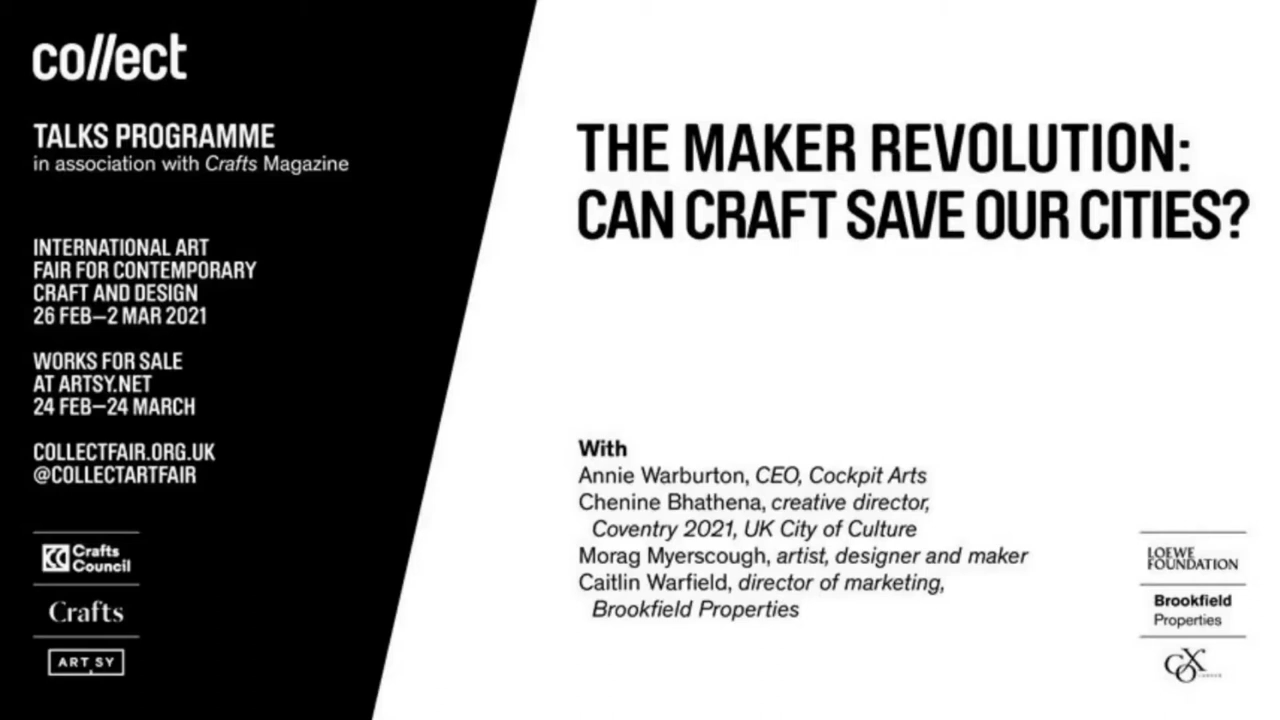 collect
TALKS PROGRAMME
in association with Crafts Magazine
INTERNATIONAL ART
FAIR FOR CONTEMPORARY
CRAFT AND DESIGN
26 FEB—2 MAR 2021
WORKS FOR SALE
AT ARTSY.NET
24 FEB—24 MARCH
COLLECTFAIR.ORG.UK
@COLLECTARTFAIR
Crafts
Council
Crafts
ARTSY
THE MAKER REVOLUTION:
CAN CRAFT SAVE OUR CITIES?
With
Annie Warburton, CEO, Cockpit Arts
Chenine Bhathena, creative director,
Coventry 2021, UK City of Culture
Morag Myerscough, artist, designer and maker
Caitlin Warfield, director of marketing,
Brookfield Properties
LOEWE
FOUNDATION
Brookfield
Properties
COX